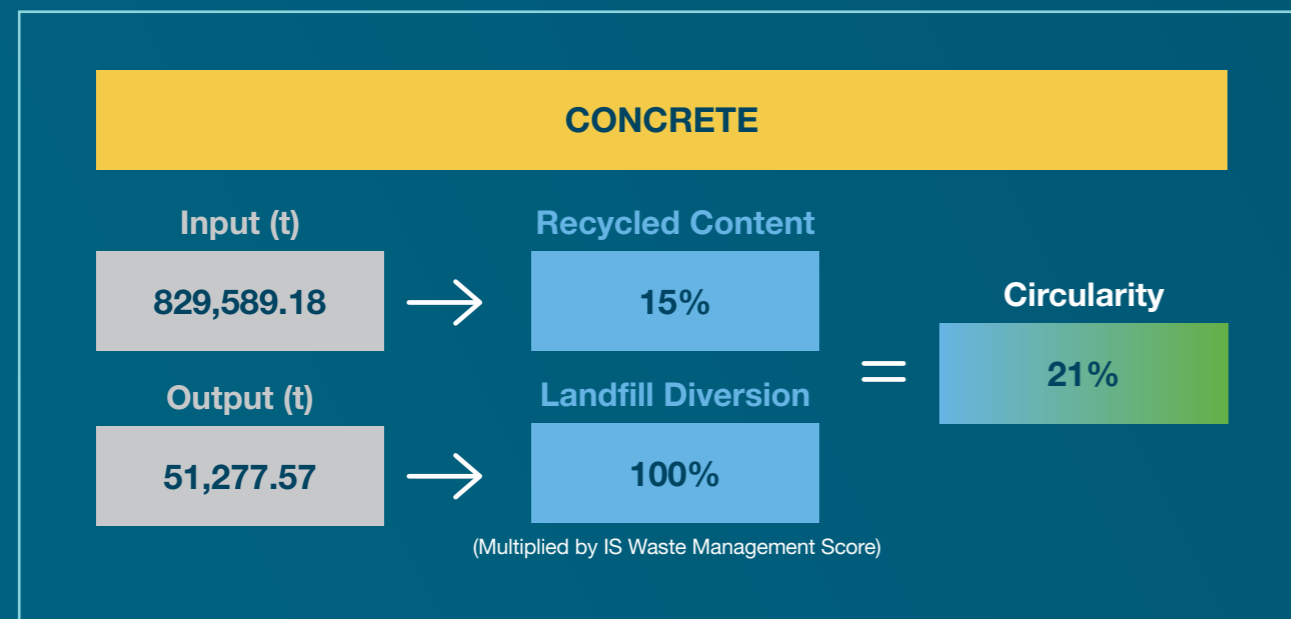 CONCRETE
Input (t)
829,589.18
Recycled Content
15%
Output (t)
51,277.57
Landfill Diversion
100%
(Multiplied by IS Waste Management Score)
=
Circularity
21%